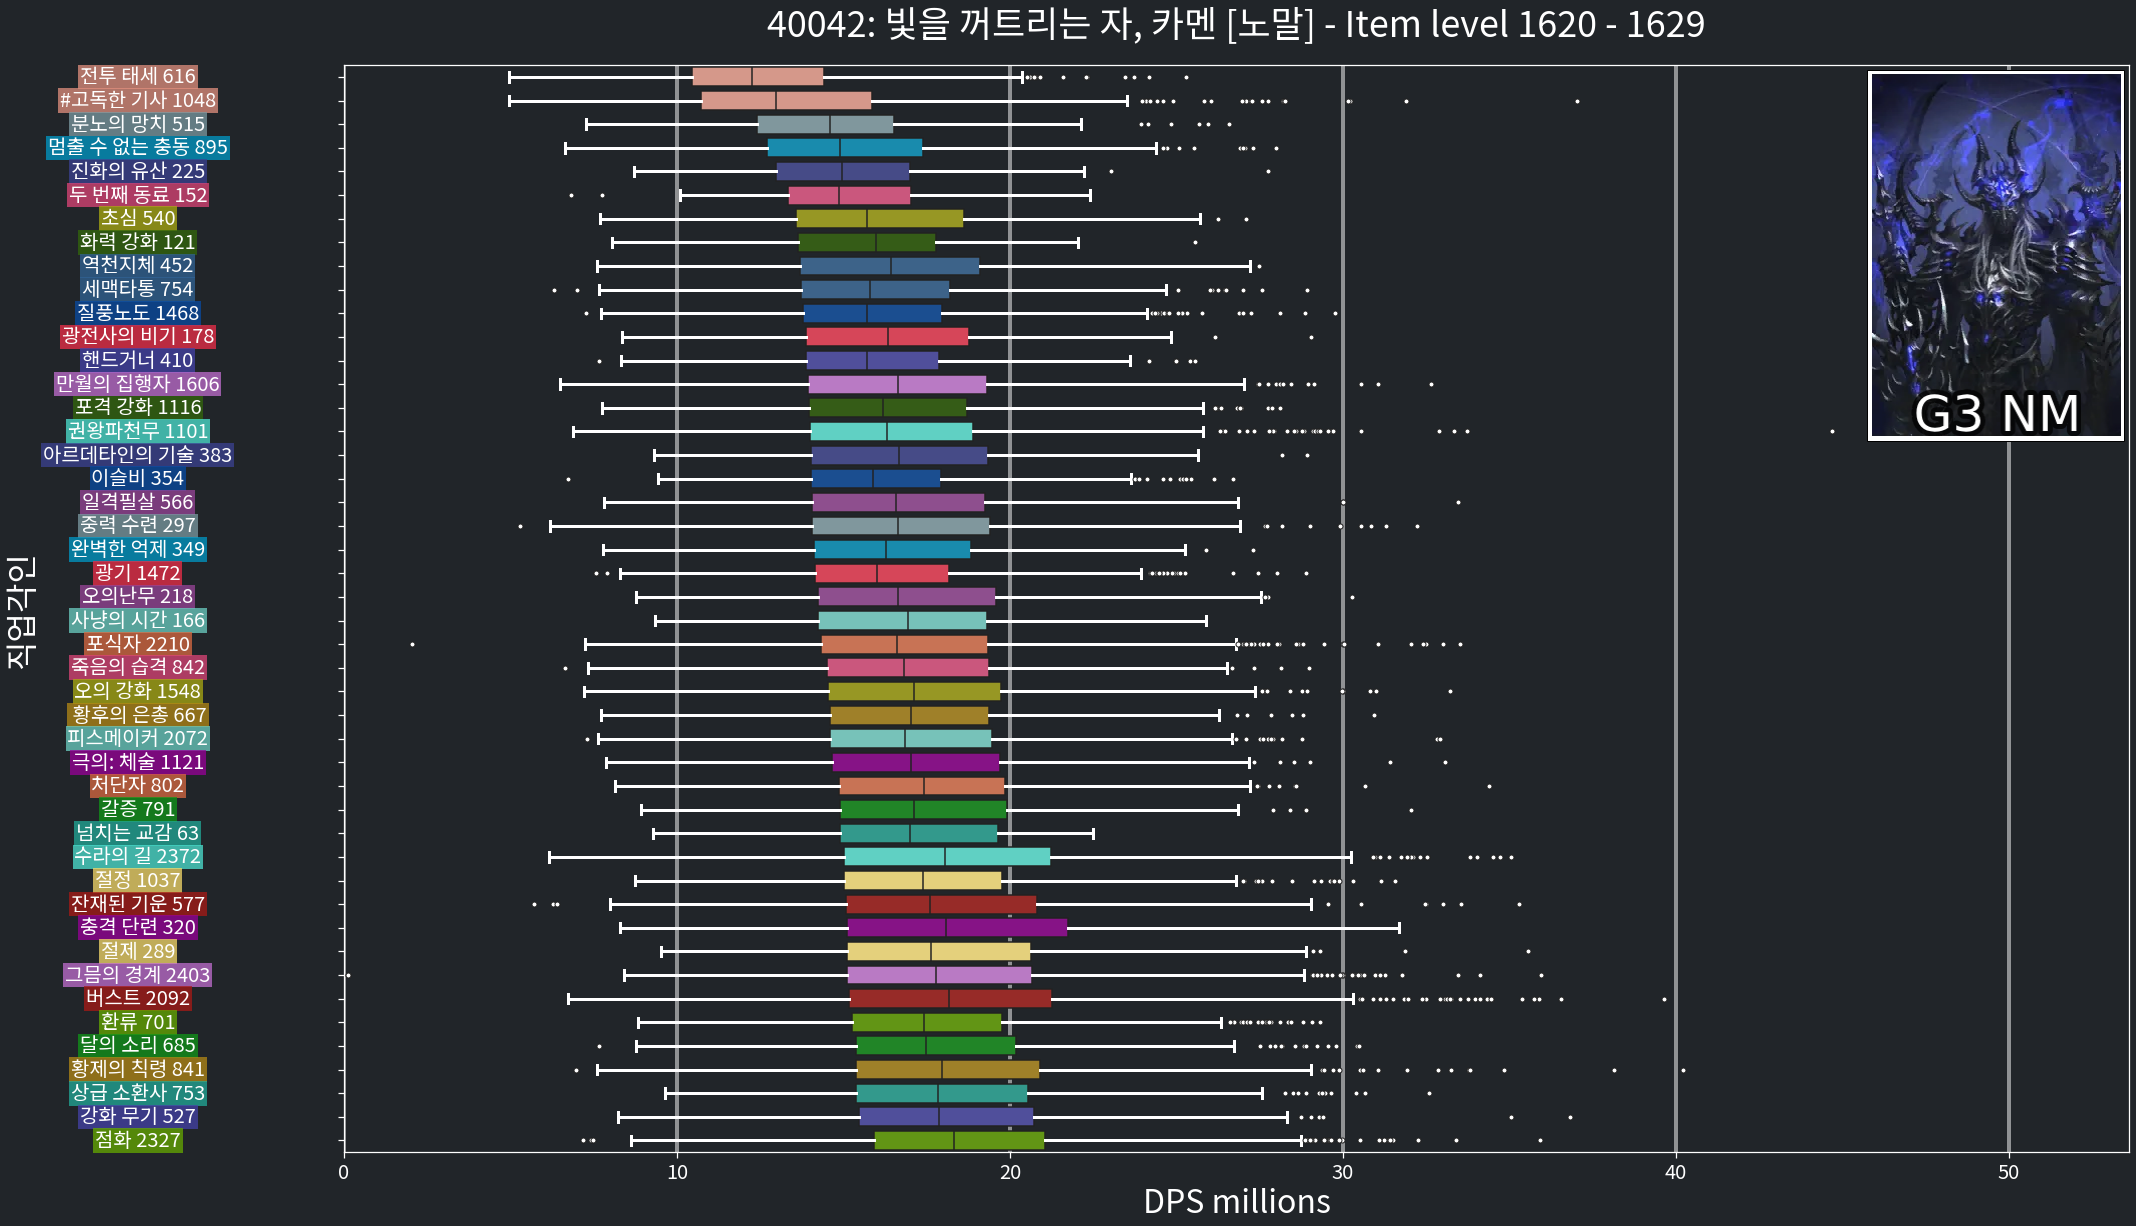 40042: 빛을 꺼트리는 자, 카멘 [노말] - Item level 1620 - 1629
전투 태세 616
#고독한 기사 1048
분노의 망치 515
멈출 수 없는 충동 895
진화의 유산 225
두 번째 동료 152
초심 540
화력 강화 121
역천지체 452
세맥타통 754
질풍노도 1468
광전사의 비기 178
핸드거너 410
만월의 집행자 1606
포격 강화 1116
권왕파천무 1101
아르데타인의 기술 383
이슬비 354
일격필살 566
중력 수련 297
완벽한 억제 349
광기 1472
오의난무 218
사냥의 시간 166
포식자 2210
죽음의 습격 842
오의 강화 1548
황후의 은총 667
피스메이커 2072
극의: 체술 1121
처단자 802
갈증 791
넘치는 교감 63
수라의 길 2372
절정 1037
잔재된 기운 577
충격 단련 320
절제 289
그믐의 경계 2403
버스트 2092
환류 701
달의 소리 685
황제의 칙령 841
상급 소환사 753
강화 무기 527
점화 2327
직업각인
G3 NM
0 10 20 30 40 50
DPS millions